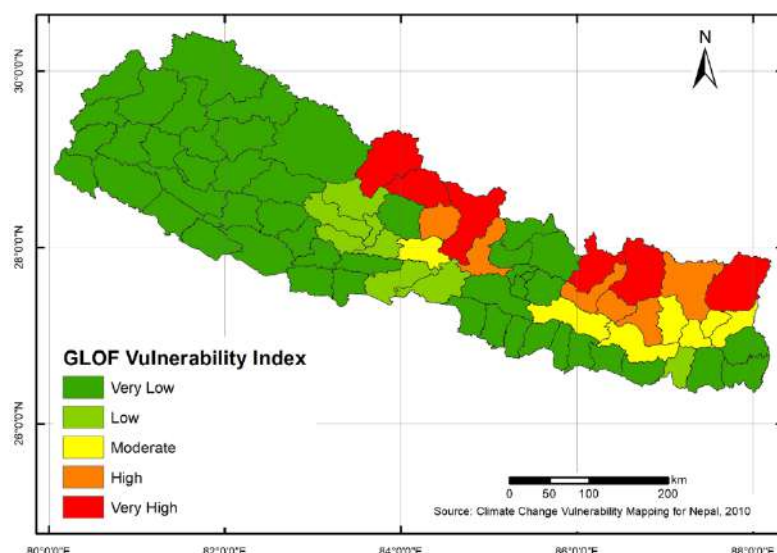 N
30°0'0"N
28°0'0"N
26°0'0"N
GLOF Vulnerability Index
Very Low
Low
Moderate
High
Very High
km
0 50 100 200
Source: Climate Change Vulnerability Mapping for Nepal, 2010
80°0'0"E 82°0'0"E 84°0'0"E 86°0'0"E 88°0'0"E